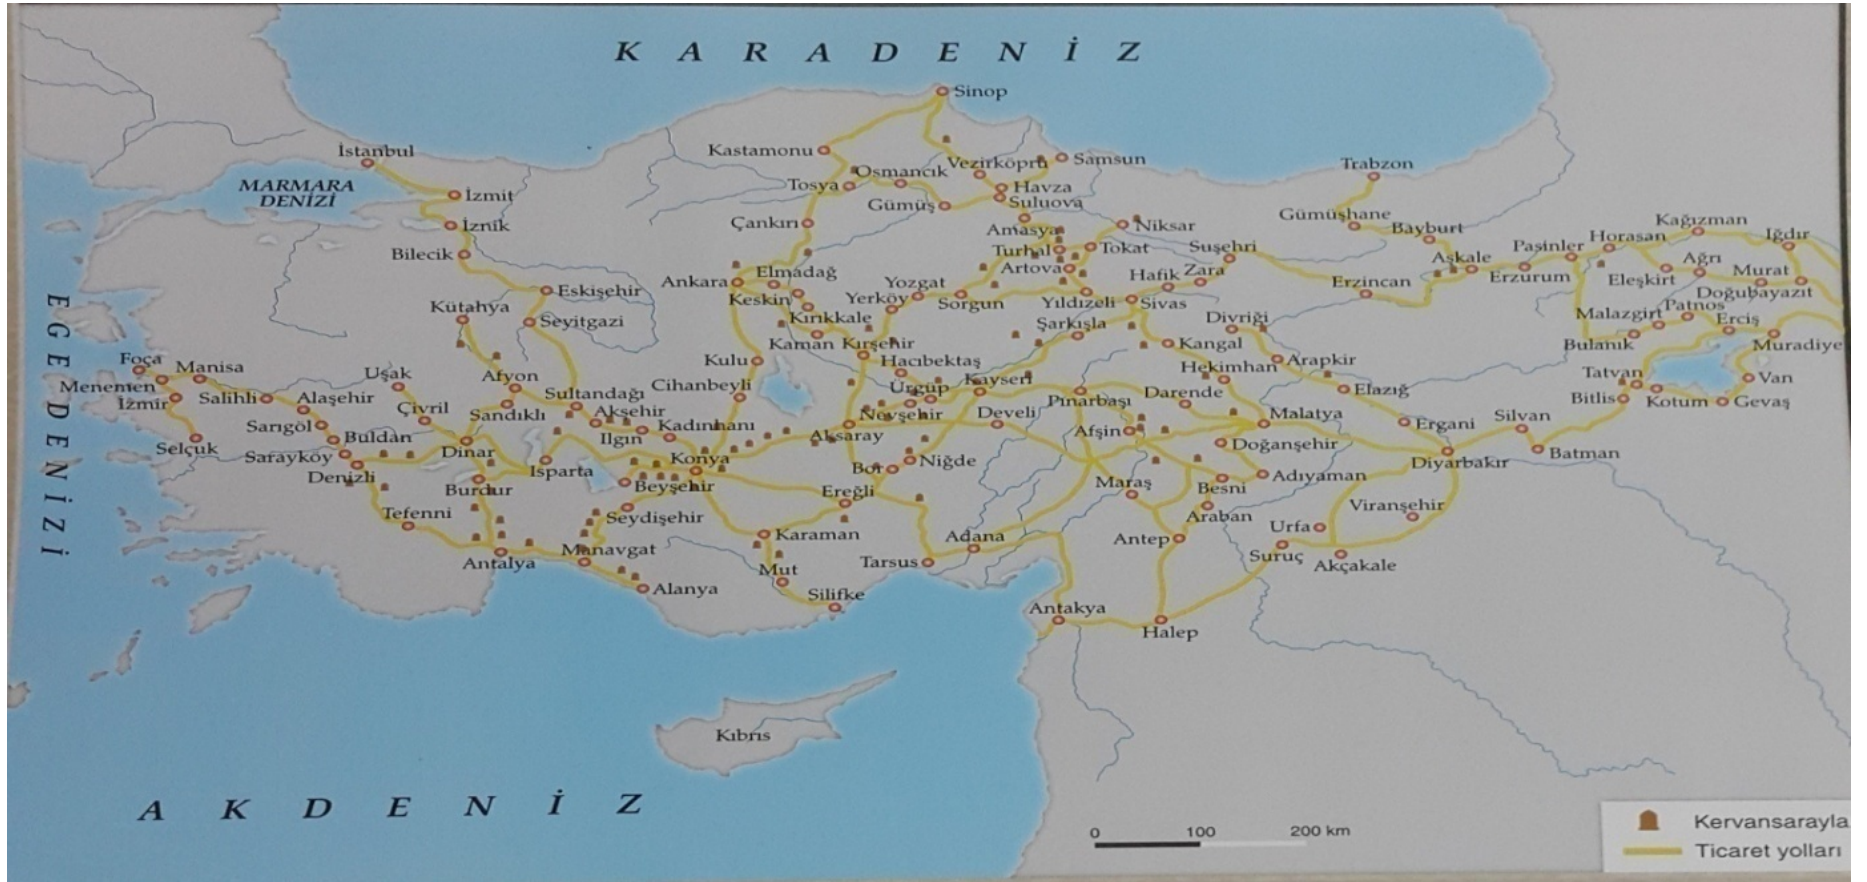 KARADENİZ
Sinop
Kastamonu
İstanbul
Vezirköprü
Samsun
Trabzon
Osmancık
Tosya
MARMARA
DENİZİ
İzmit
Havza
Gümüş
Suluova
Gümüşhane
Kağızman
İznik
Çankırı
Amasya
Niksar
Bayburt
Horasan
Iğdır
Bilecik
Turhal
Tokat
Suşehri
Pasinler
Aşkale
Ankara
Elmadağ
Artova
Hafik
Zara
Erzincan
Erzurum
Eleşkirt
Ağrı
Murat
Eskişehir
Keskin
Yozgat
Yerköy
Sorgun
Yıldızeli
Sivas
Doğubayazıt
Kütahya
Seyitgazi
Kırıkkale
Şarkışla
Divriği
Malazgirt
Patnos
Erciş
EGE DENİZİ
Kaman
Kırşehir
Kangal
Bulanık
Muradiye
Foça
Manisa
Kulu
Hacıbektaş
Arapkir
Menemen
Uşak
Afyon
Sultandağı
Cihanbeyli
Ürgüp
Kayseri
Hekimhan
Elazığ
Tatvan
Van
İzmir
Salihli
Alaşehir
Çivril
Sandıklı
Akşehir
Kadınhanı
Nevşehir
Develi
Pınarbaşı
Darende
Malatya
Ergani
Silvan
Bitlis
Kotum
Gevaş
Selçuk
Sarıgöl
Buldan
Ilgın
Aksaray
Afşin
Doğanşehir
Safayköy
Dinar
Isparta
Konya
Bor
Niğde
Diyarbakır
Batman
Denizli
Burdur
Beyşehir
Ereğli
Maraş
Besni
Adıyaman
Tefenni
Seydişehir
Araban
Viranşehir
Karaman
Adana
Antep
Urfa
Antalya
Manavgat
Mut
Tarsus
Suruç
Akçakale
Alanya
Silifke
Antakya
Halep
Kıbrıs
AKDENİZ
0 100 200 km
Kervansarayla
Ticaret yolları